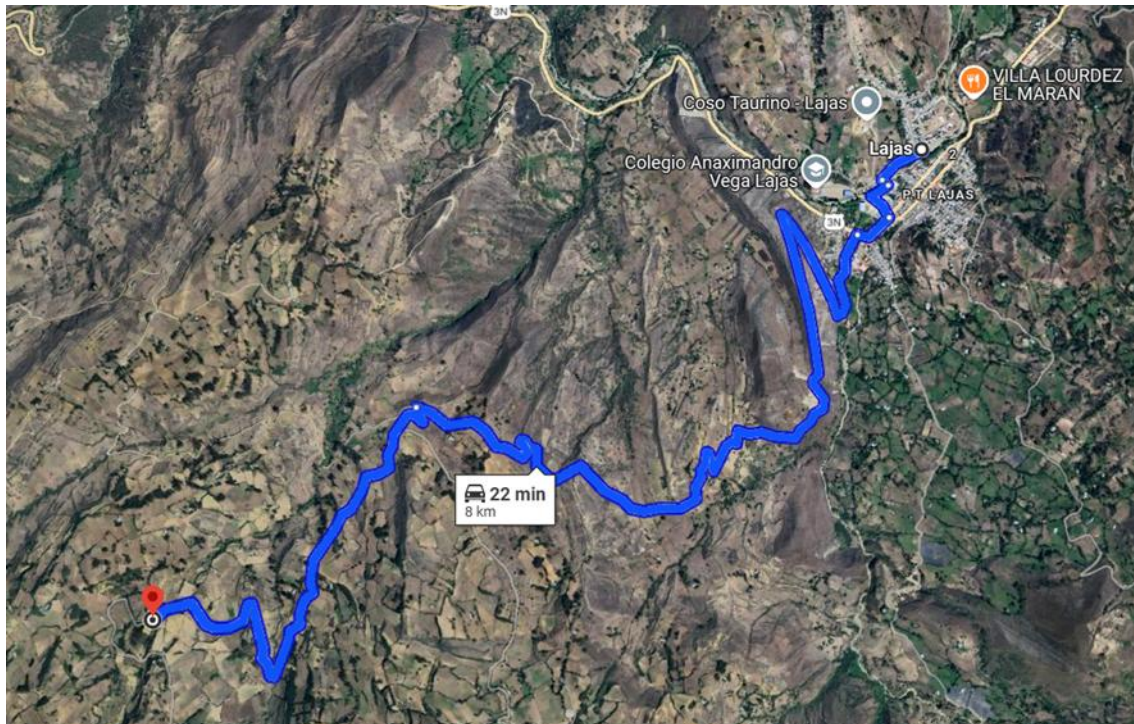 3N
VILLA LOURDEZ
EL MARAN
Coso Taurino - Lajas
Lajas
2
Colegio Anaximandro
Vega Lajas
P.T LAJAS
3N
22 min
8 km